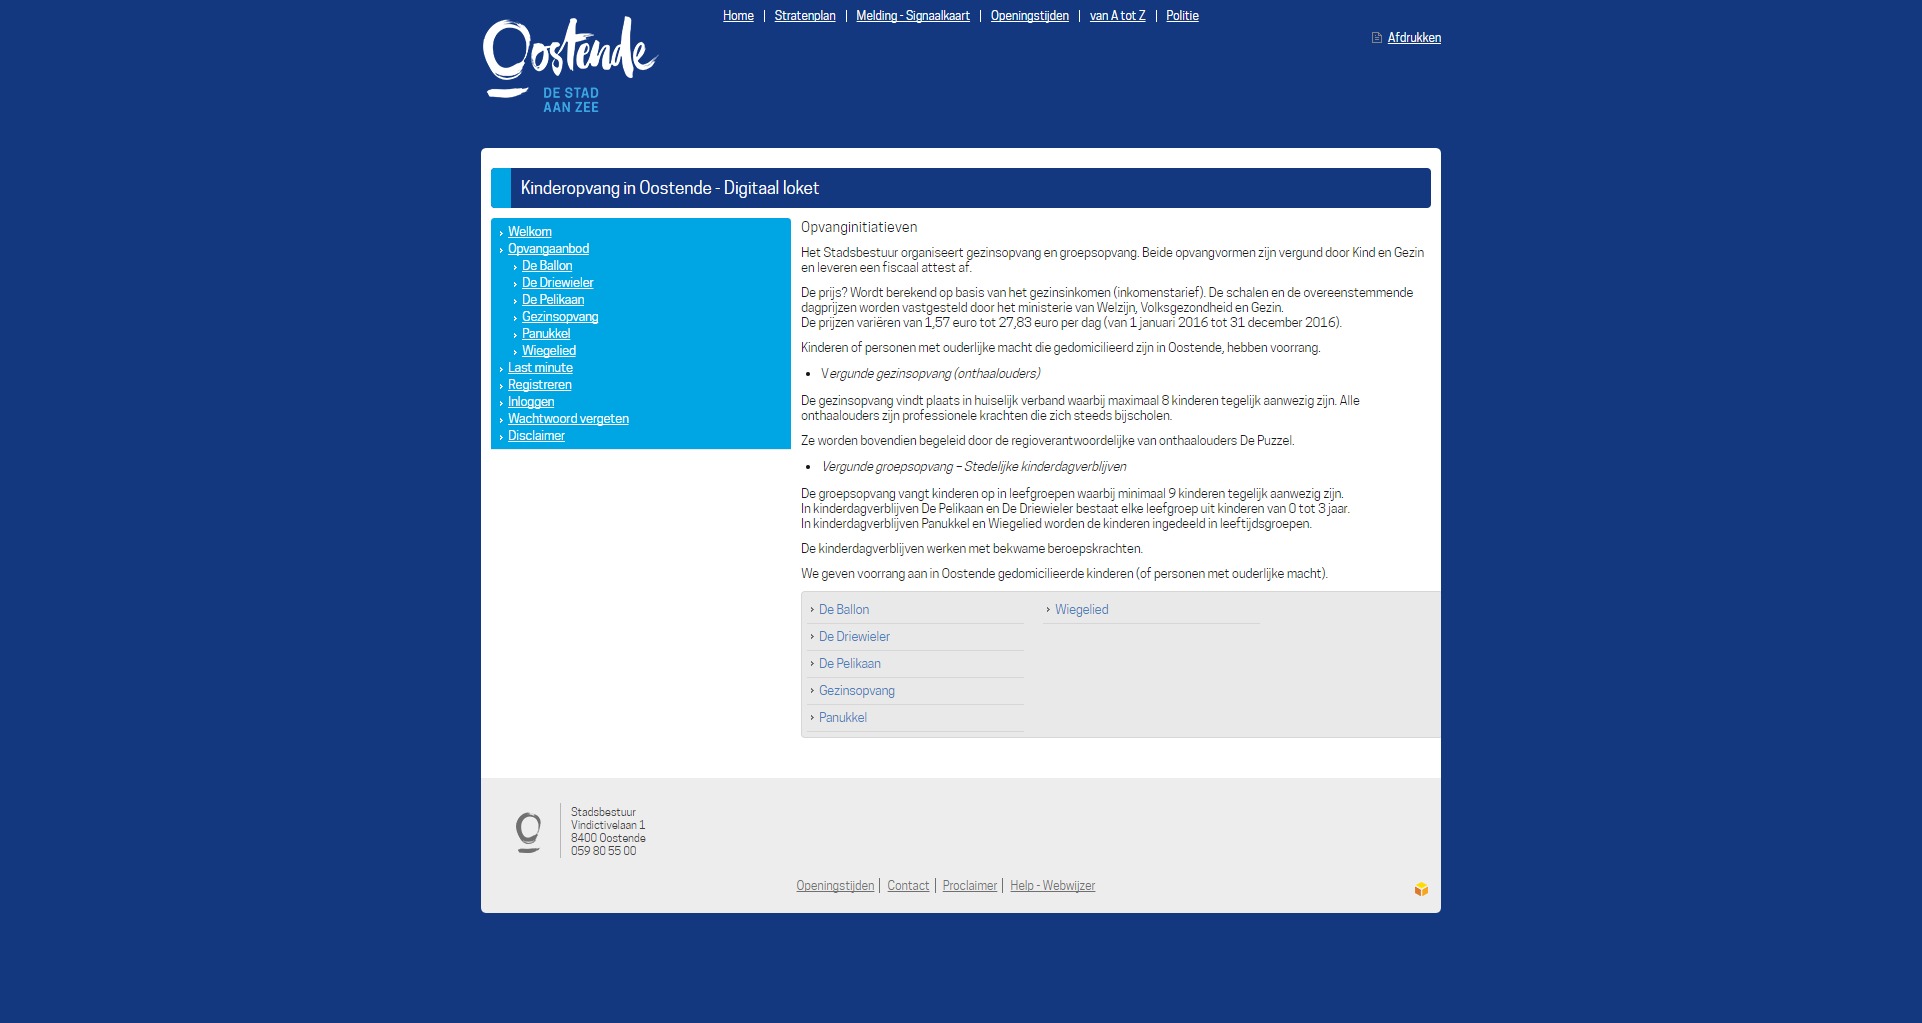 Home
Stratenplan
Melding - Signaalkaart
Openingstijden
van A tot Z
Politie
Oostende
DE STAD
AAN ZEE
Afdrukken
Kinderopvang in Oostende - Digitaal loket
Welkom
Opvangaanbod
De Ballon
De Driewieler
De Pelikaan
Gezinsopvang
Panukkel
Wiegelied
Last minute
Registreren
Inloggen
Wachtwoord vergeten
Disclaimer
Opvanginitiatieven
Het Stadsbestuur organiseert gezinsopvang en groepsopvang. Beide opvangvormen zijn vergund door Kind en Gezin
en leveren een fiscaal attest af.
De prijs? Wordt berekend op basis van het gezinsinkomen (inkomenstarief). De schalen en de overeenstemmende
dagprijzen worden vastgesteld door het ministerie van Welzijn, Volksgezondheid en Gezin.
De prijzen variëren van 1,57 euro tot 27,83 euro per dag (van 1 januari 2016 tot 31 december 2016).
Kinderen of personen met ouderlijke macht die gedomicilieerd zijn in Oostende, hebben voorrang.
• Vergunde gezinsopvang (onthaalouders)
De gezinsopvang vindt plaats in huiselijk verband waarbij maximaal 8 kinderen tegelijk aanwezig zijn. Alle
onthaalouders zijn professionele krachten die zich steeds bijscholen.
Ze worden bovendien begeleid door de regioverantwoordelijke van onthaalouders De Puzzel.
• Vergunde groepsopvang – Stedelijke kinderdagverblijven
De groepsopvang vangt kinderen op in leefgroepen waarbij minimaal 9 kinderen tegelijk aanwezig zijn.
In kinderdagverblijven De Pelikaan en De Driewieler bestaat elke leefgroep uit kinderen van 0 tot 3 jaar.
In kinderdagverblijven Panukkel en Wiegelied worden de kinderen ingedeeld in leeftijdsgroepen.
De kinderdagverblijven werken met bekwame beroepskrachten.
We geven voorrang aan in Oostende gedomicilieerde kinderen (of personen met ouderlijke macht).
De Ballon
De Driewieler
De Pelikaan
Gezinsopvang
Panukkel
Wiegelied
Stadsbestuur
Vindictivelaan 1
8400 Oostende
059 80 55 00
Openingstijden
Contact
Proclaimer
Help - Webwijzer